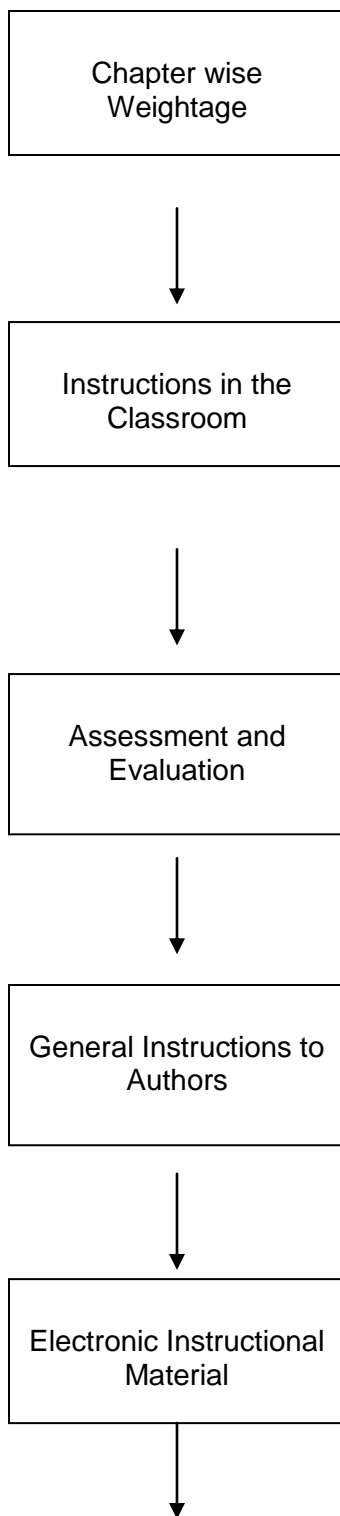 Chapter wise
Weightage
Instructions in the
Classroom
Assessment and
Evaluation
General Instructions to
Authors
Electronic Instructional
Material